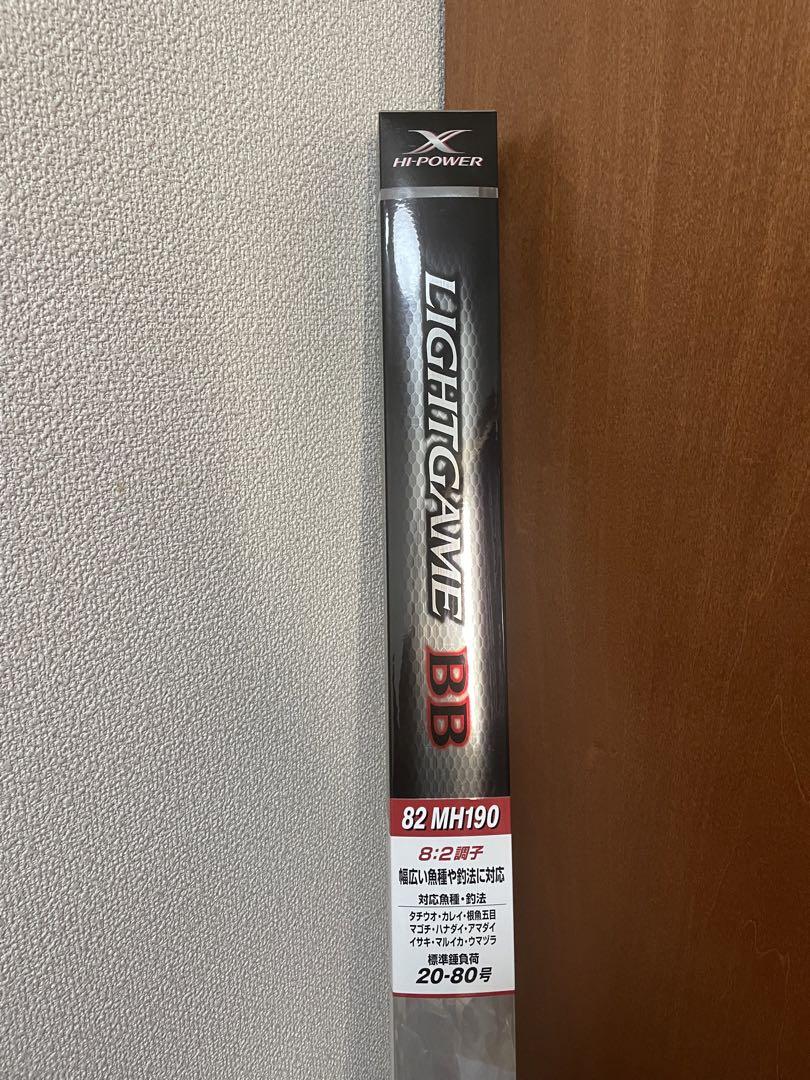 X
HI-POWER
LIGHTGAME BB
82 MH190
8:2調子
幅広い魚種や釣法に対応
対応魚種・釣法
タチウオ・カレイ・根魚五目
マゴチ・ハナダイ・アマダイ
イサキ・マルイカ・ウマヅラ
標準錘負荷
20-80号